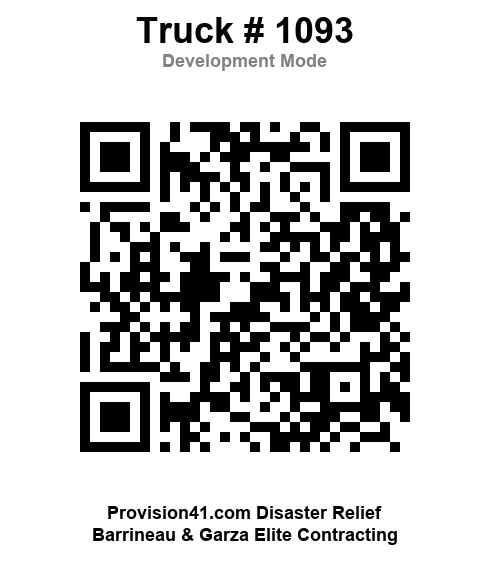 Truck # 1093
Development Mode
Provision41.com Disaster Relief
Barrineau & Garza Elite Contracting